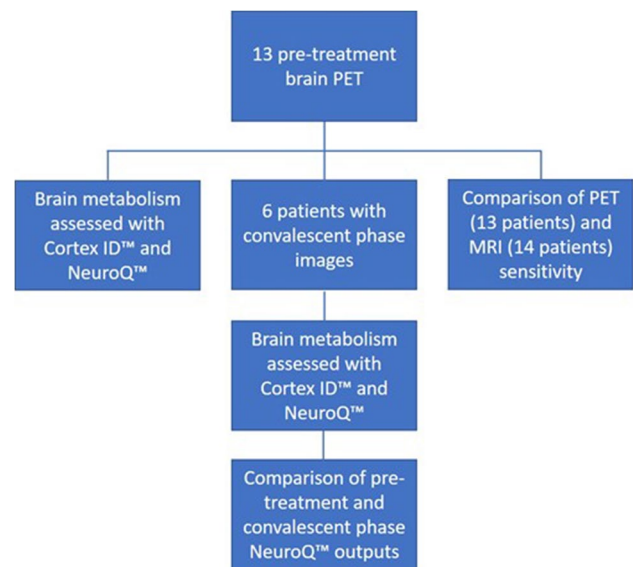 13 pre-treatment
brain PET
Brain metabolism
assessed with
Cortex ID™ and
NeuroQ™
6 patients with
convalescent phase
images
Comparison of PET
(13 patients) and
MRI (14 patients)
sensitivity
Brain metabolism
assessed with
Cortex ID™ and
NeuroQ™
Comparison of pre-
treatment and
convalescent phase
NeuroQ™ outputs